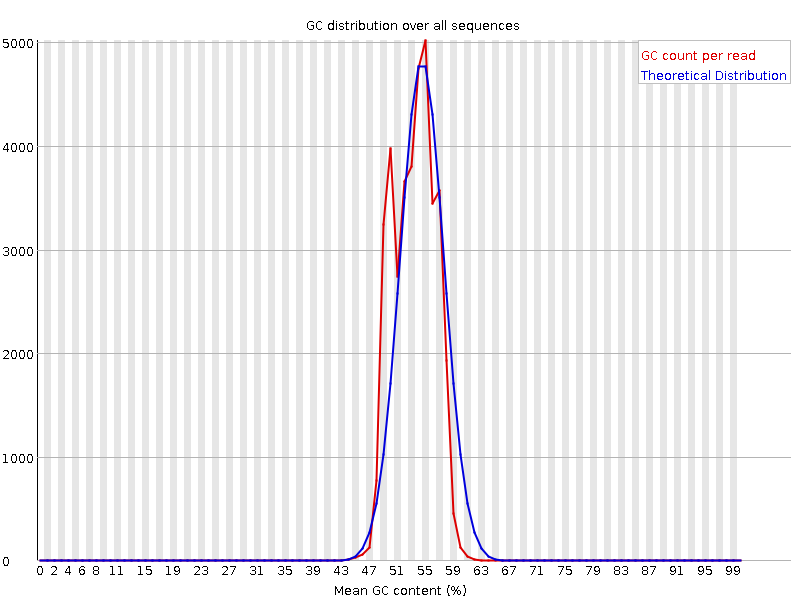 GC distribution over all sequences
GC count per read
Theoretical Distribution
5000
4000
3000
2000
1000
0
0 2 4 6 8 11 15 19 23 27 31 35 39 43 47 51 55 59 63 67 71 75 79 83 87 91 95 99
Mean GC content (%)